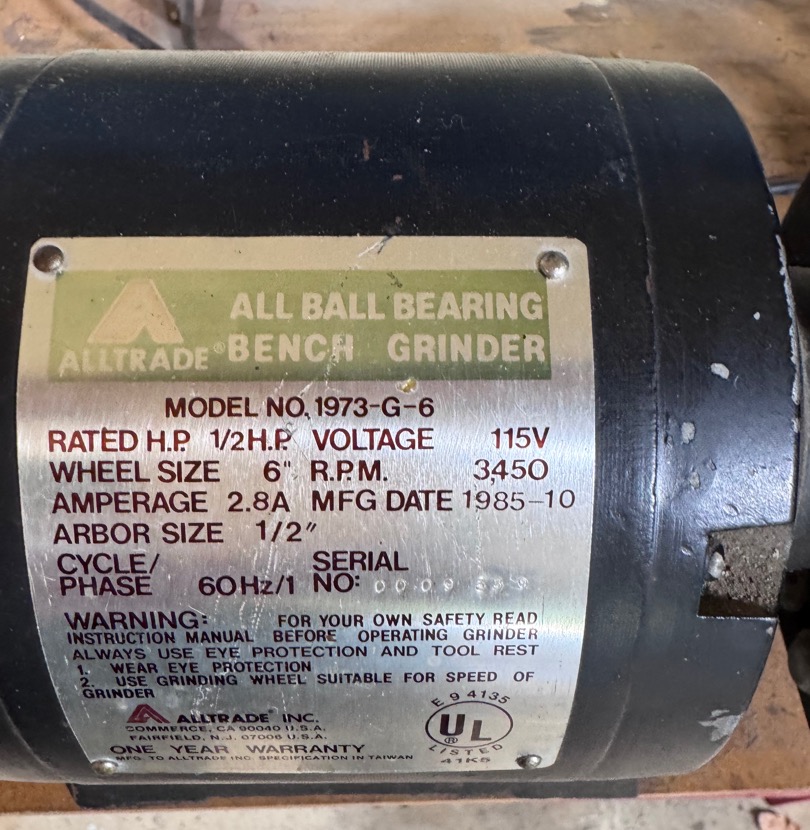 ALL BALL BEARING
ALLTRADE® BENCH GRINDER
MODEL NO. 1973-G-6
RATED H.P. 1/2 H.P. VOLTAGE 115V
WHEEL SIZE 6" R.P.M. 3,450
AMPERAGE 2.8A MFG DATE 1985-10
ARBOR SIZE 1/2"
CYCLE/ SERIAL
PHASE 60Hz/1 NO:
WARNING: FOR YOUR OWN SAFETY READ
INSTRUCTION MANUAL BEFORE OPERATING GRINDER
ALWAYS USE EYE PROTECTION AND TOOL REST
1. WEAR EYE PROTECTION
2. USE GRINDING WHEEL SUITABLE FOR SPEED OF
GRINDER
ALLTRADE INC.
COMMERCE, CA 90040 U.S.A.
FAIRFIELD, N.J. 07006 U.S.A.
ONE YEAR WARRANTY
MFG. TO ALLTRADE INC. SPECIFICATION IN TAIWAN
E 94135
UL®
LISTED
41K5